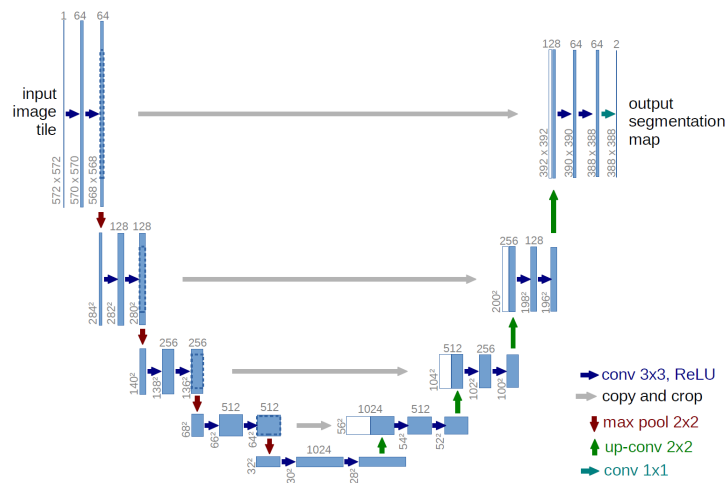 1 64 64
input
image
tile
572 x 572
570 x 570
568 x 568
128 64 64 2
output
segmentation
map
392 x 392
390 x 390
388 x 388
388 x 388
128 128
284²
282²
280²
256 128
200²
198²
196²
256 256
140²
138²
136²
512 256
104²
102²
100²
512 512
68²
66²
64²
1024 512
56²
54²
52²
1024
32²
30²
28²
conv 3x3, ReLU
copy and crop
max pool 2x2
up-conv 2x2
conv 1x1